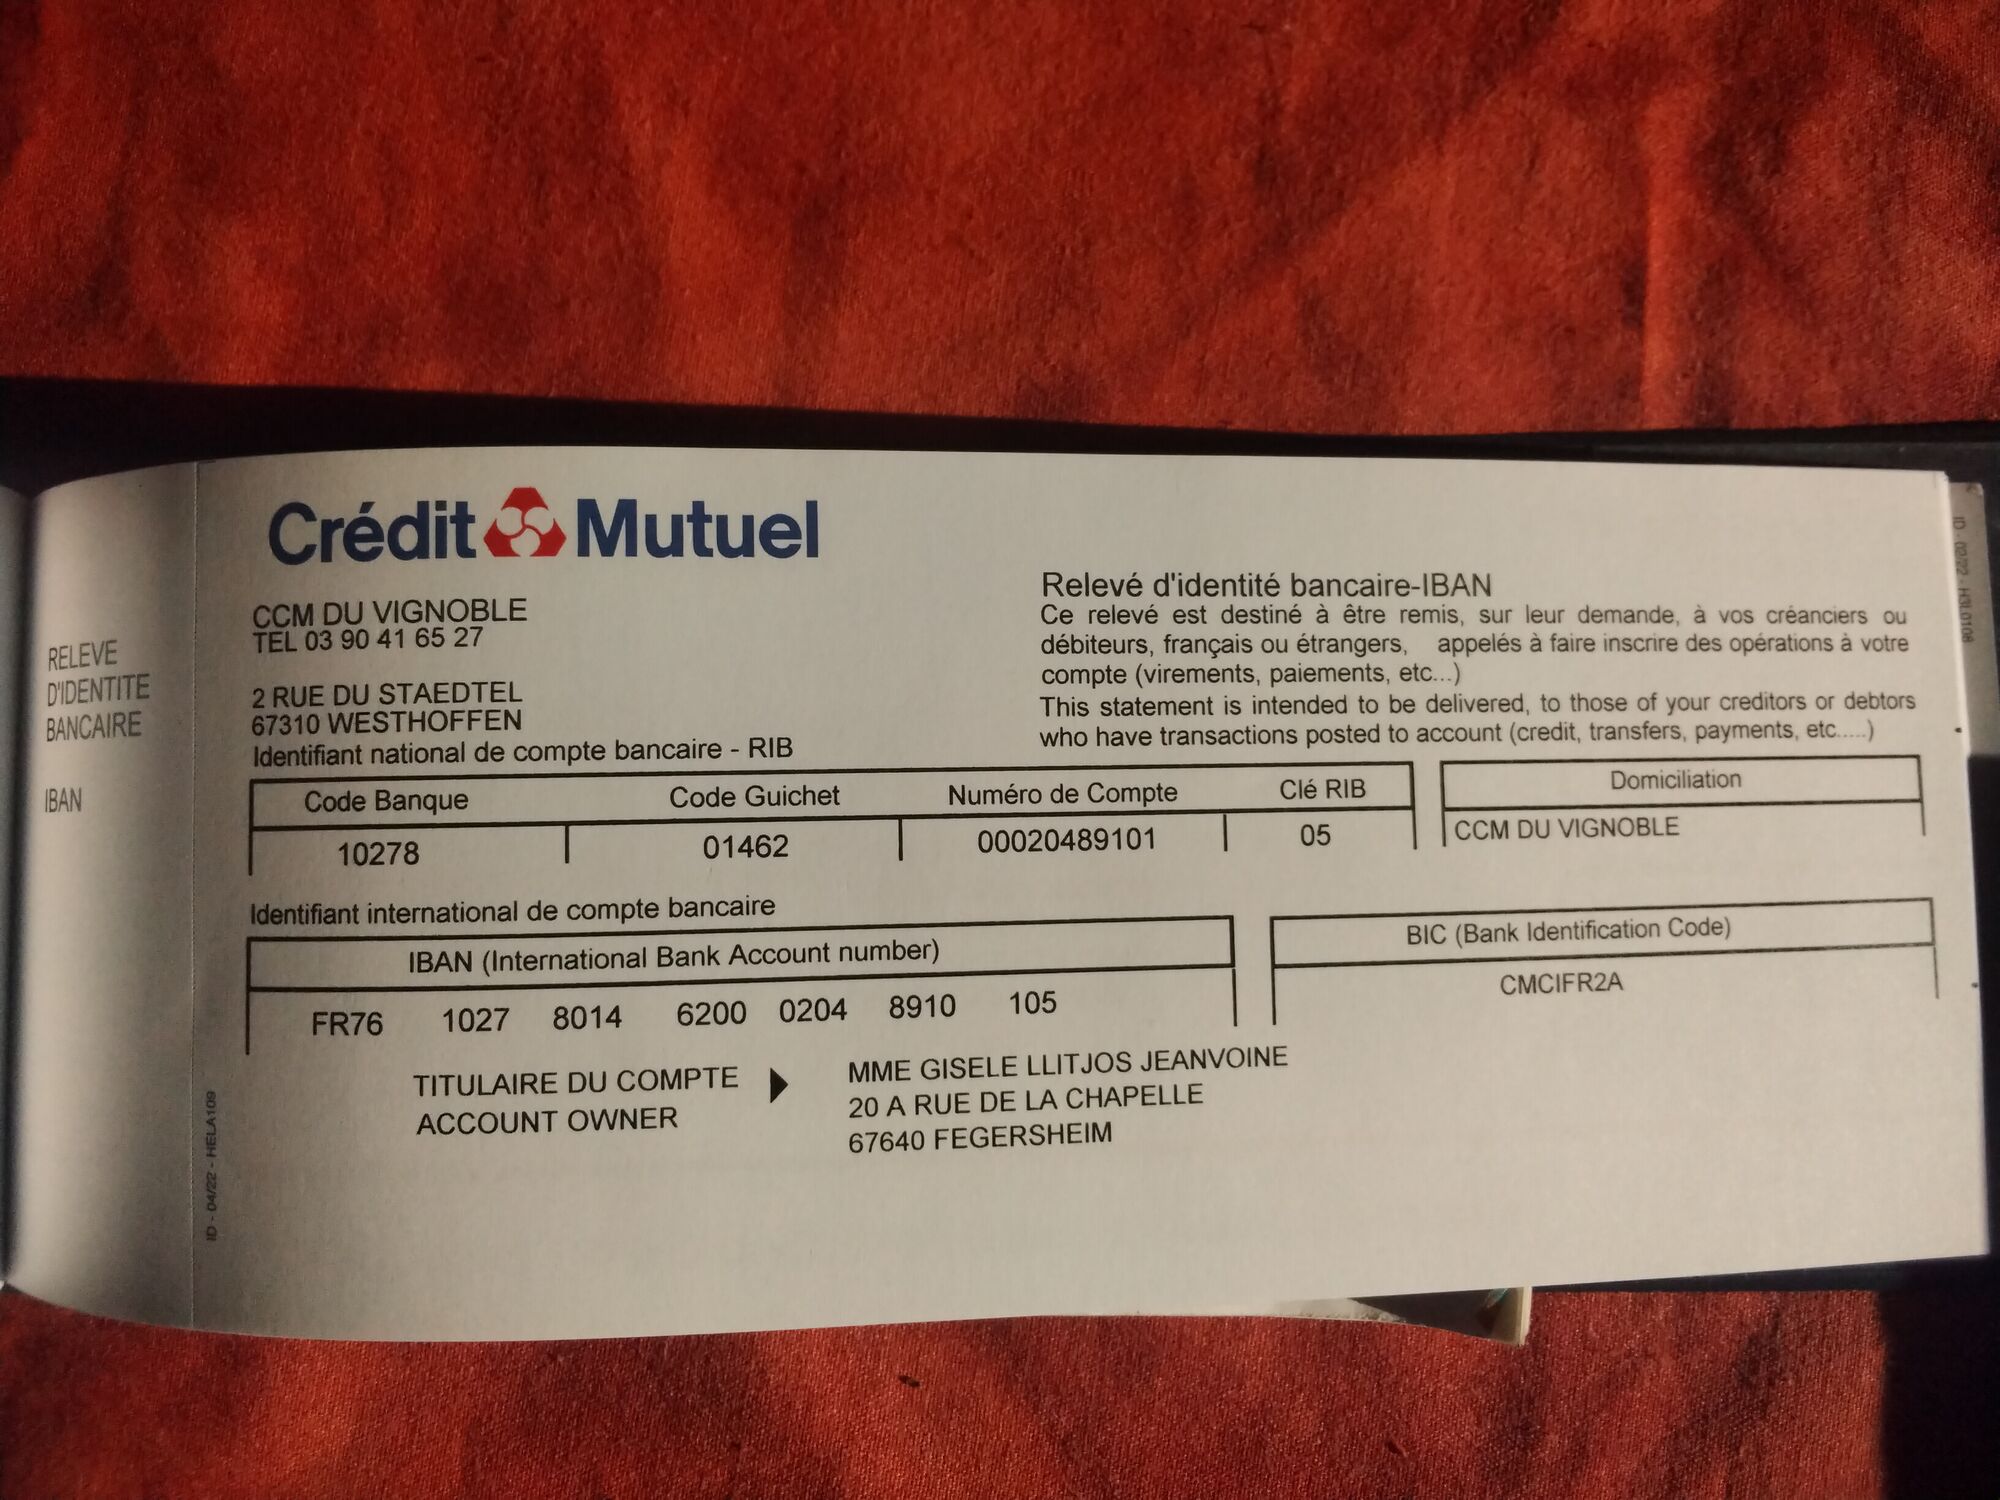 Crédit Mutuel
CCM DU VIGNOBLE
TEL 03 90 41 65 27
2 RUE DU STAEDTEL
67310 WESTHOFFEN
Relevé d'identité bancaire-IBAN
Ce relevé est destiné à être remis, sur leur demande, à vos créanciers ou
débiteurs, français ou étrangers, appelés à faire inscrire des opérations à votre
compte (virements, paiements, etc...)
This statement is intended to be delivered, to those of your creditors or debtors
who have transactions posted to account (credit, transfers, payments, etc.....)
RELEVE
D'IDENTITE
BANCAIRE
IBAN
Identifiant national de compte bancaire - RIB
Code Banque Code Guichet Numéro de Compte Clé RIB Domiciliation
10278 01462 00020489101 05 CCM DU VIGNOBLE
Identifiant international de compte bancaire
IBAN (International Bank Account number) BIC (Bank Identification Code)
FR76 1027 8014 6200 0204 8910 105 CMCIFR2A
TITULAIRE DU COMPTE
ACCOUNT OWNER
MME GISELE LLITJOS JEANVOINE
20 A RUE DE LA CHAPELLE
67640 FEGERSHEIM
ID - 04/22 - HELA109